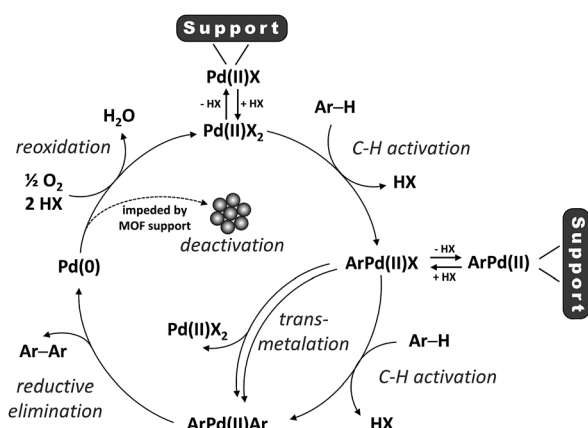 Support
Pd(II)X
- HX
+ HX
Pd(II)X₂
H₂O
reoxidation
½ O₂
2 HX
Ar–H
C-H activation
HX
impeded by
MOF support
deactivation
Pd(0)
ArPd(II)X
- HX
+ HX
ArPd(II)
Support
Pd(II)X₂
trans-
metalation
Ar–Ar
reductive
elimination
Ar–H
C-H activation
HX
ArPd(II)Ar